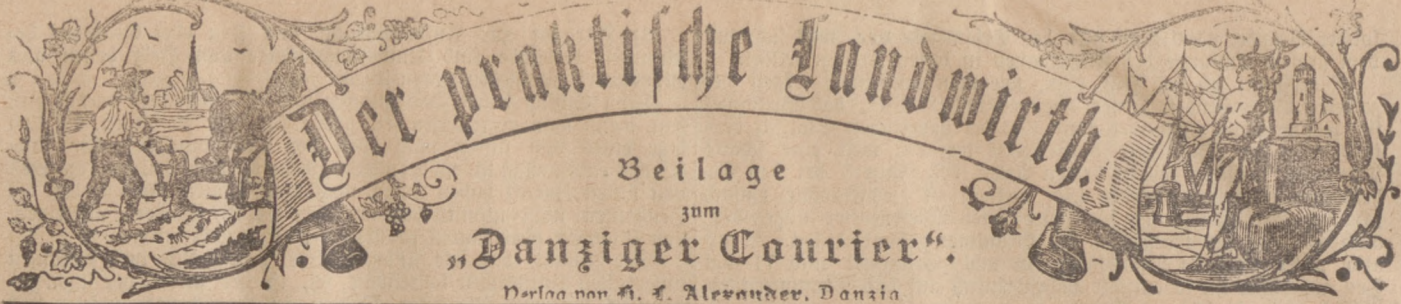 Der praktische Landwirth.
Beilage
zum
„Danziger Courier“.
Verlag von H. L. Alexander, Danzig